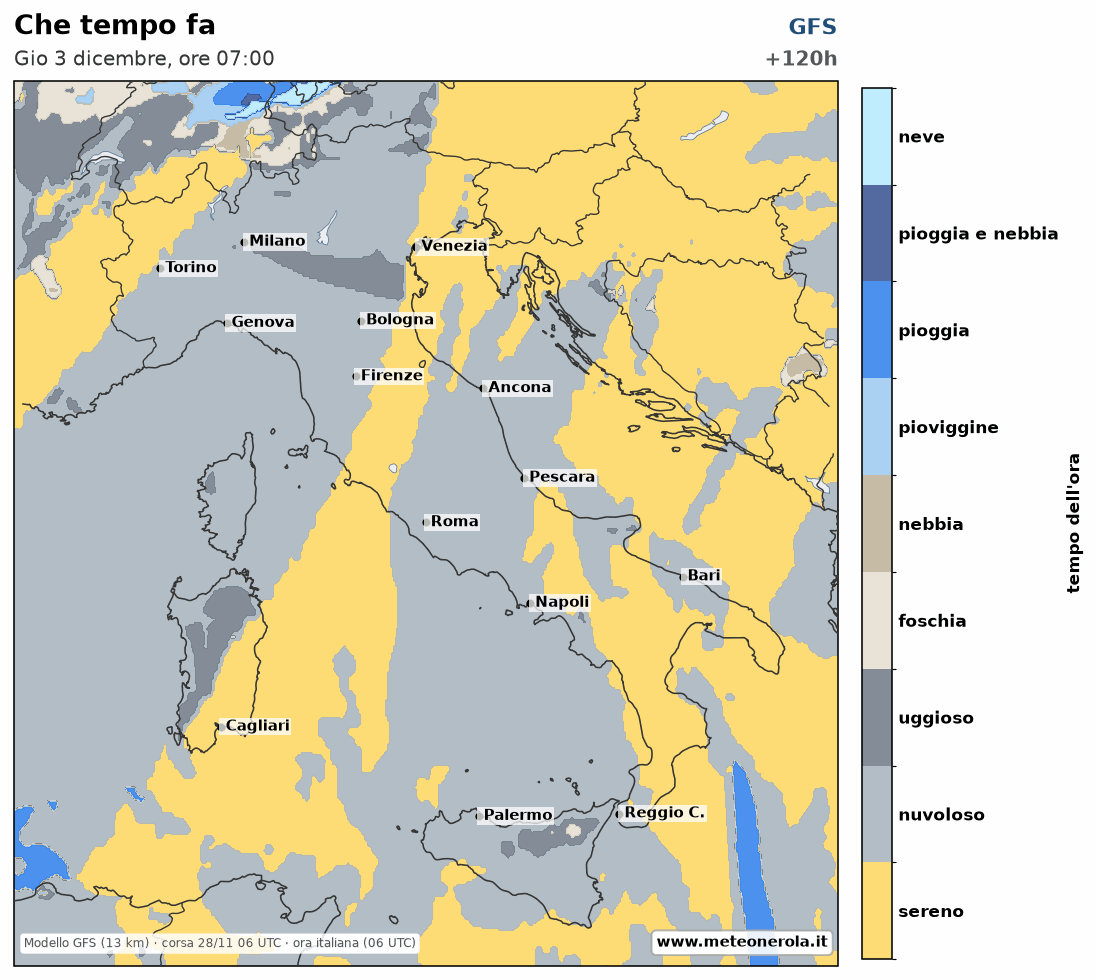 Che tempo fa
GFS
Gio 3 dicembre, ore 07:00
+120h
neve
pioggia e nebbia
pioggia
pioviggine
nebbia
foschia
uggioso
nuvoloso
sereno
tempo dell'ora
Milano
Venezia
Torino
Genova
Bologna
Firenze
Ancona
Pescara
Roma
Bari
Napoli
Cagliari
Palermo
Reggio C.
Modello GFS (13 km) · corsa 28/11 06 UTC · ora italiana (06 UTC)
www.meteonerola.it